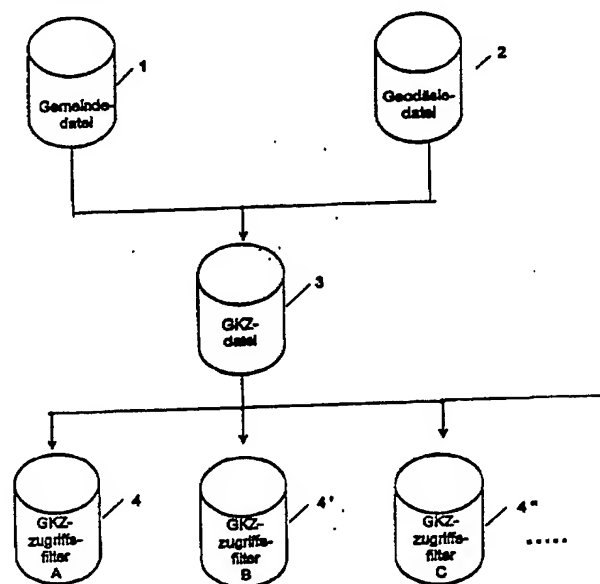 1
2
Gemeinde-
datei
Geodäsie-
datei
3
GKZ-
datei
4
GKZ-
zugriffs-
filter
A
4'
GKZ-
zugriffs-
filter
B
4"
GKZ-
zugriffs-
filter
C
.....